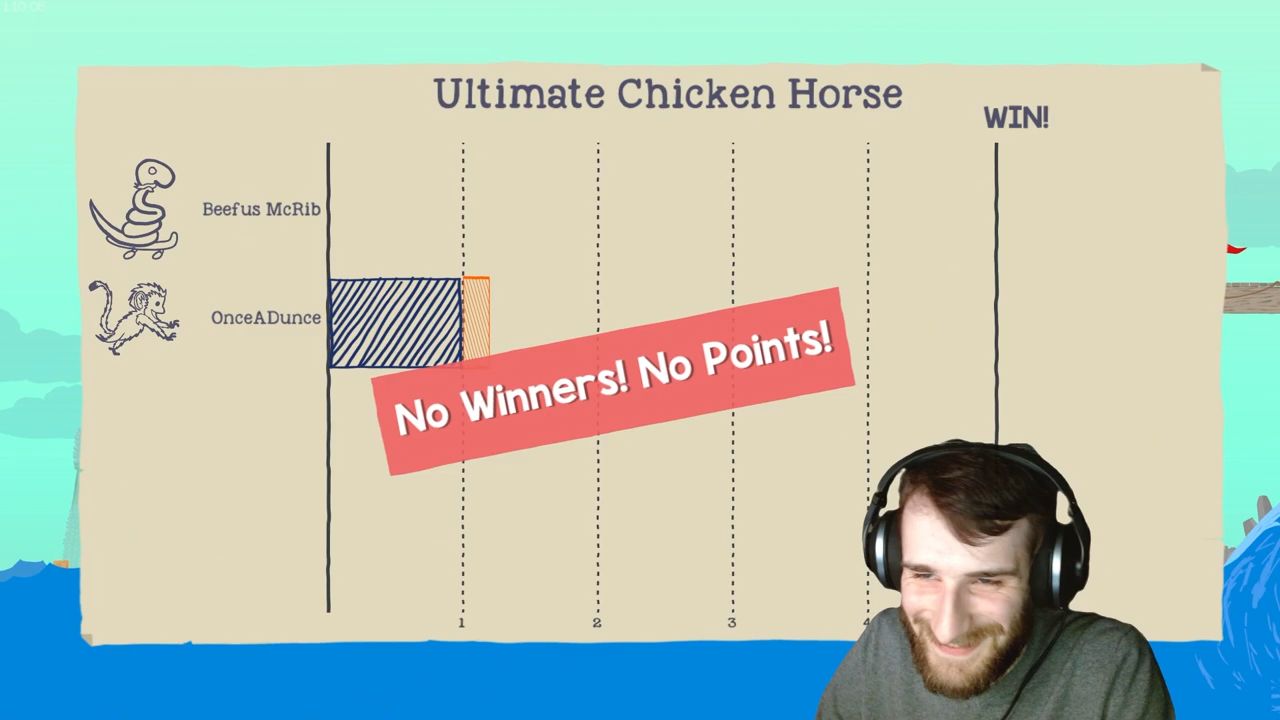 Ultimate Chicken Horse
WIN!
Beefus McRib
OnceADunce
No Winners! No Points!
1
2
3
4